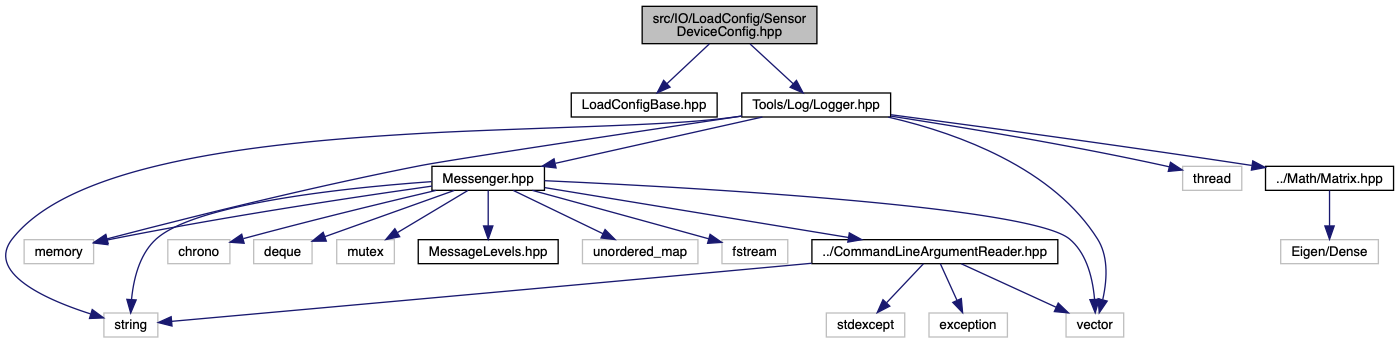 src/IO/LoadConfig/Sensor
DeviceConfig.hpp
LoadConfigBase.hpp
Tools/Log/Logger.hpp
Messenger.hpp
thread
../Math/Matrix.hpp
memory
chrono
deque
mutex
MessageLevels.hpp
unordered_map
fstream
../CommandLineArgumentReader.hpp
Eigen/Dense
string
stdexcept
exception
vector